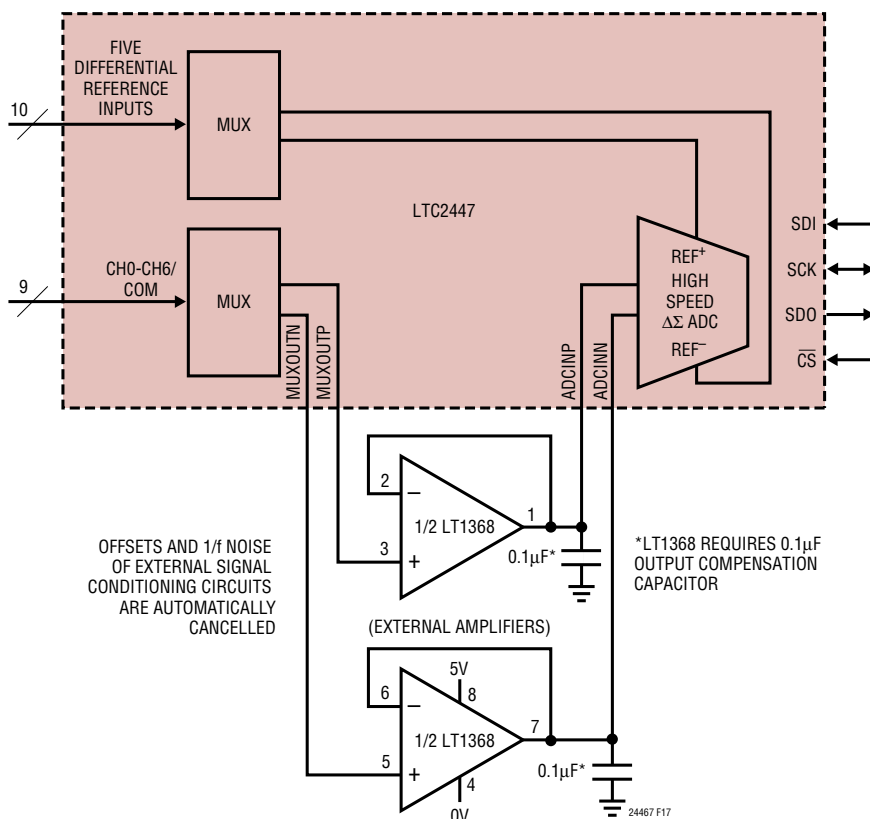 FIVE
DIFFERENTIAL
REFERENCE
INPUTS
10
MUX
LTC2447
SDI
SCK
SDO
CS
REF+
HIGH
SPEED
ΔΣ ADC
REF−
CH0-CH6/
COM
9
MUX
MUXOUTN
MUXOUTP
ADCINP
ADCINN
2
−
1/2 LT1368
1
3
+
0.1µF*
*LT1368 REQUIRES 0.1µF
OUTPUT COMPENSATION
CAPACITOR
OFFSETS AND 1/f NOISE
OF EXTERNAL SIGNAL
CONDITIONING CIRCUITS
ARE AUTOMATICALLY
CANCELLED
(EXTERNAL AMPLIFIERS)
5V
8
6
−
1/2 LT1368
7
5
+
4
0V
0.1µF*
24467 F17